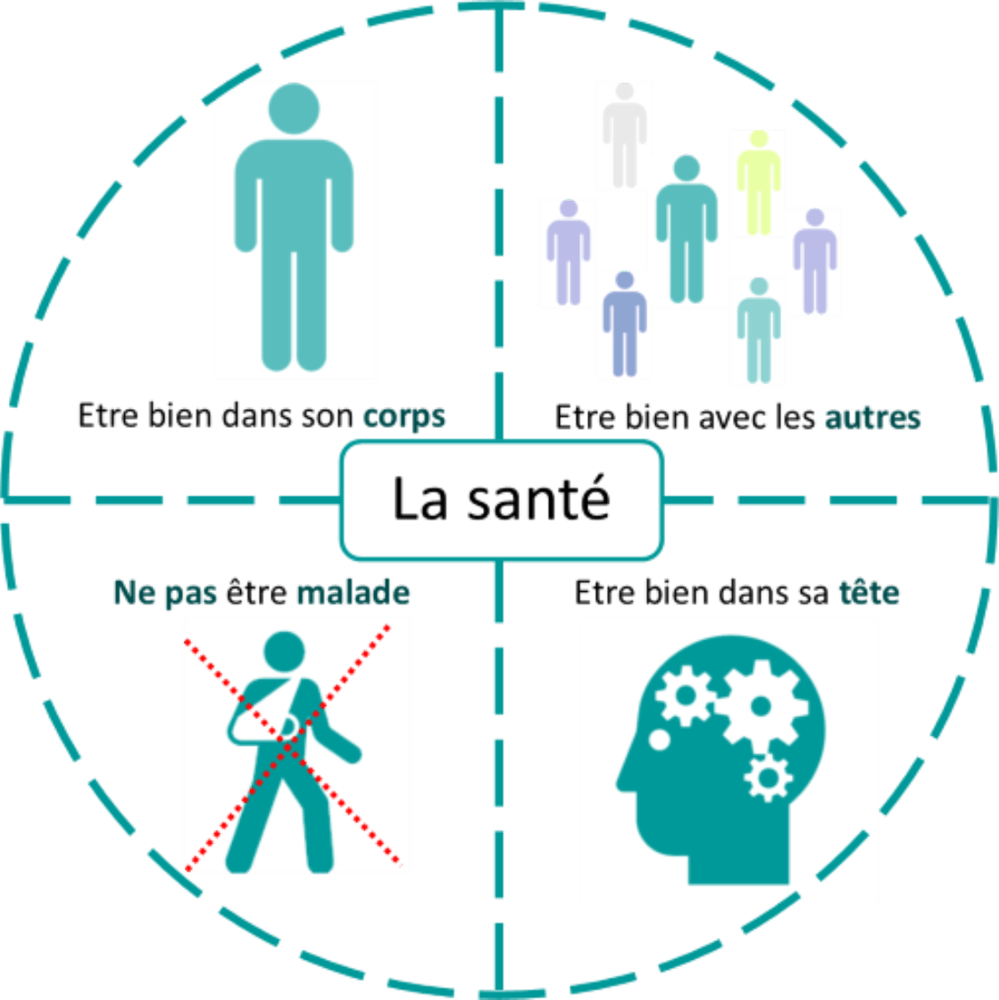 Etre bien dans son corps
Etre bien avec les autres
La santé
Ne pas être malade
Etre bien dans sa tête